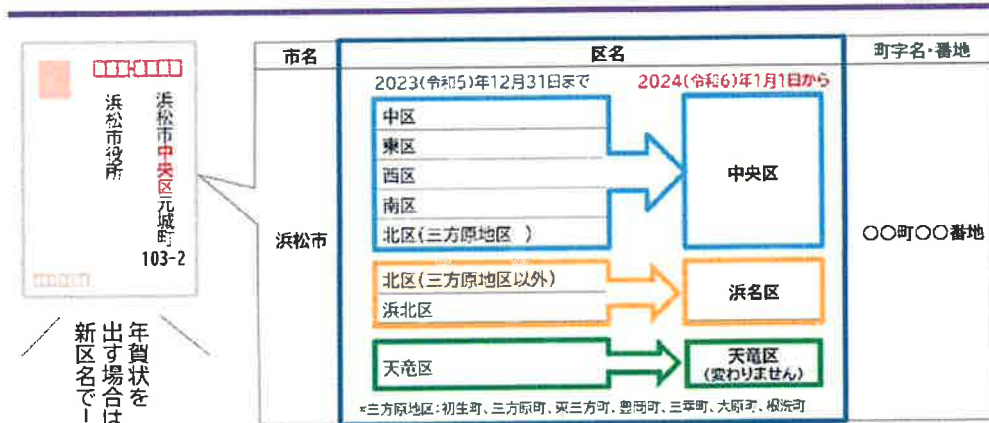 浜松市中央区元城町
103-2
浜松市役所
年賀状を
出す場合は
新区名で！
市名
区名
町字名・番地
2023(令和5)年12月31日まで
2024(令和6)年1月1日から
浜松市
中区
東区
西区
南区
北区(三方原地区 )
中央区
北区(三方原地区以外)
浜北区
浜名区
天竜区
天竜区
(変わりません)
〇〇町〇〇番地
*三方原地区:初生町、三方原町、東三方町、豊岡町、三幸町、大原町、根洗町